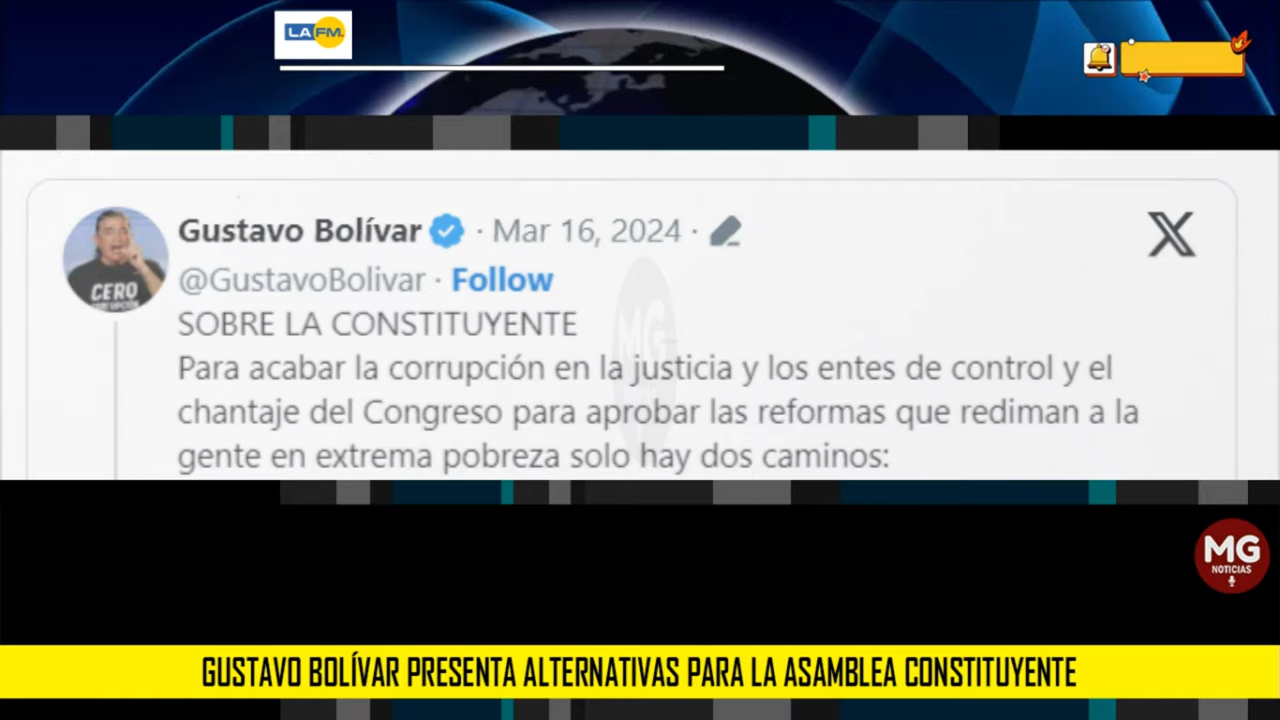 LA FM.
Gustavo Bolívar · Mar 16, 2024 ·
@GustavoBolivar · Follow
CERO
SOBRE LA CONSTITUYENTE
Para acabar la corrupción en la justicia y los entes de control y el
chantaje del Congreso para aprobar las reformas que rediman a la
gente en extrema pobreza solo hay dos caminos:
MG
MG
NOTICIAS
GUSTAVO BOLÍVAR PRESENTA ALTERNATIVAS PARA LA ASAMBLEA CONSTITUYENTE